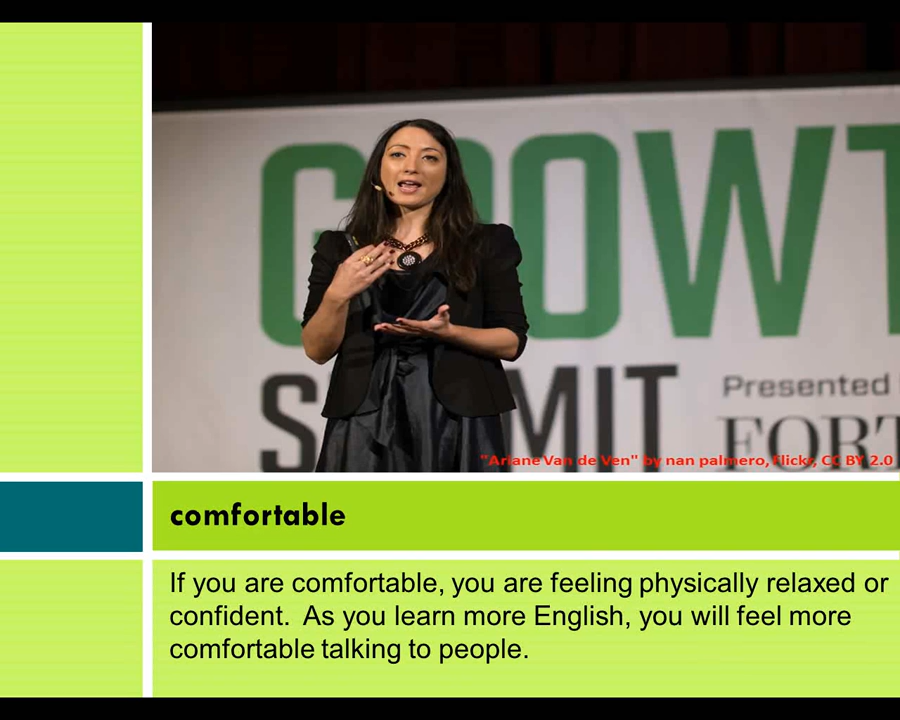 GROWT
SUMMIT
Presented
FORT
"Ariane Van de Ven" by nan palmero, Flickr, CC BY 2.0
comfortable
If you are comfortable, you are feeling physically relaxed or
confident.  As you learn more English, you will feel more
comfortable talking to people.